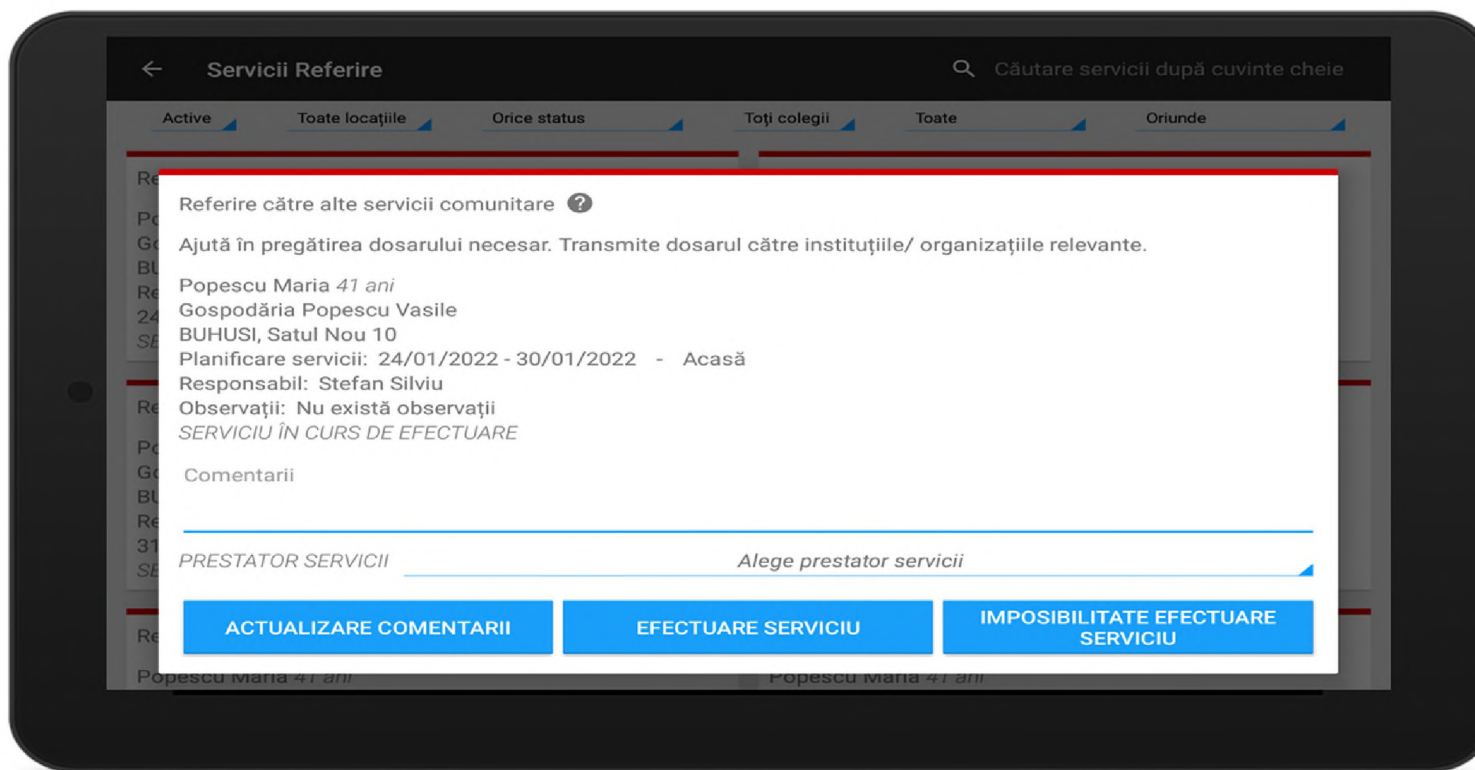 Servicii Referire
Căutare servicii după cuvinte cheie
Active Toate locațiile Orice status Toți colegii Toate Oriunde
Referire către alte servicii comunitare ?
Ajută în pregătirea dosarului necesar. Transmite dosarul către instituțiile/ organizațiile relevante.
Popescu Maria 41 ani
Gospodăria Popescu Vasile
BUHUSI, Satul Nou 10
Planificare servicii: 24/01/2022 - 30/01/2022 - Acasă
Responsabil: Stefan Silviu
Observații: Nu există observații
SERVICIU ÎN CURS DE EFECTUARE
Comentarii
PRESTATOR SERVICII Alege prestator servicii
ACTUALIZARE COMENTARII
EFECTUARE SERVICIU
IMPOSIBILITATE EFECTUARE
SERVICIU
Popescu Maria 41 ani
Popescu Maria 41 ani